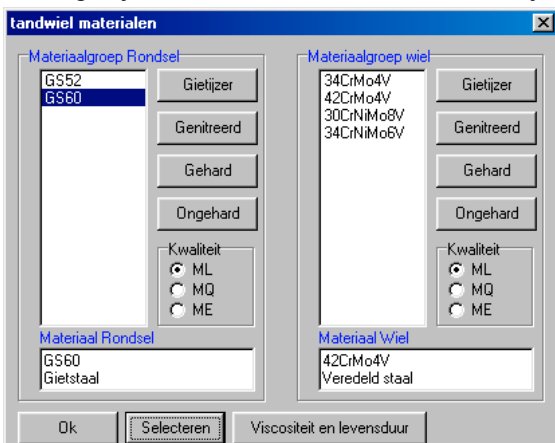 tandwiel materialen
Materiaalgroep Rondsel
GS52
GS60
Gietijzer
Genitreerd
Gehard
Ongehard
Kwaliteit
ML
MQ
ME
Materiaal Rondsel
GS60
Gietstaal
Materiaalgroep wiel
34CrMo4V
42CrMo4V
30CrNiMo8V
34CrNiMo6V
Gietijzer
Genitreerd
Gehard
Ongehard
Kwaliteit
ML
MQ
ME
Materiaal Wiel
42CrMo4V
Veredeld staal
Ok
Selecteren
Viscositeit en levensduur